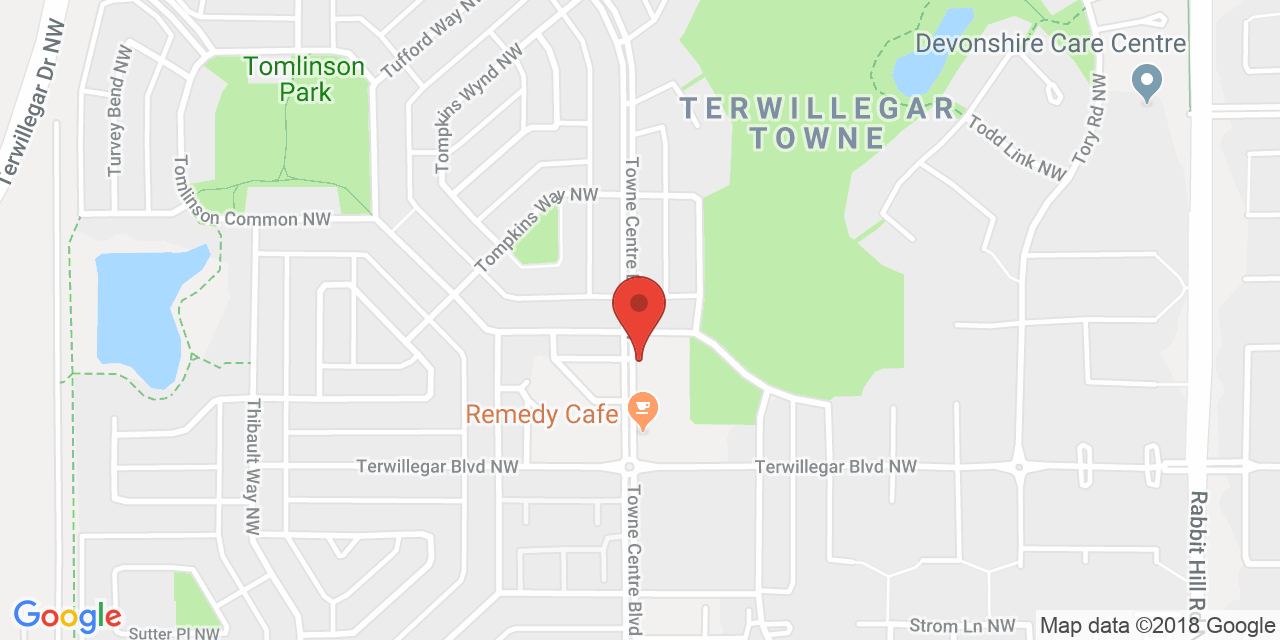 Terwillegar Dr NW
Turvey Bend NW
Tomlinson
Park
Tufford Way NW
Tompkins Wynd NW
Devonshire Care Centre
TERWILLEGAR
TOWNE
Todd Link NW
Tory Rd NW
Tomlinson Common NW
Tompkins Way NW
Towne Centre B
Remedy Cafe
Thibault Way NW
Terwillegar Blvd NW
Terwillegar Blvd NW
Towne Centre Blvd
Rabbit Hill Ro
Google
Sutter Pl NW
Strom Ln NW
Map data ©2018 Google